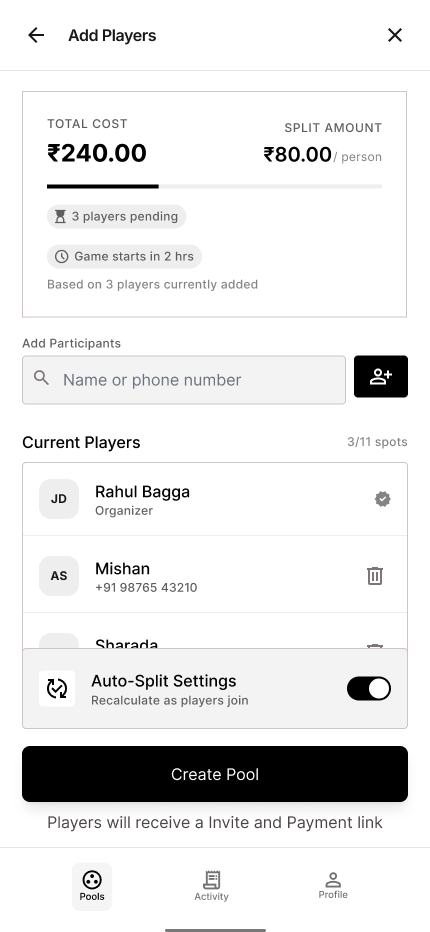 Add Players
TOTAL COST
SPLIT AMOUNT
₹240.00
₹80.00/ person
3 players pending
Game starts in 2 hrs
Based on 3 players currently added
Add Participants
Name or phone number
Current Players
3/11 spots
JD
Rahul Bagga
Organizer
AS
Mishan
+91 98765 43210
Sharada
Auto-Split Settings
Recalculate as players join
Create Pool
Players will receive a Invite and Payment link
Pools
Activity
Profile